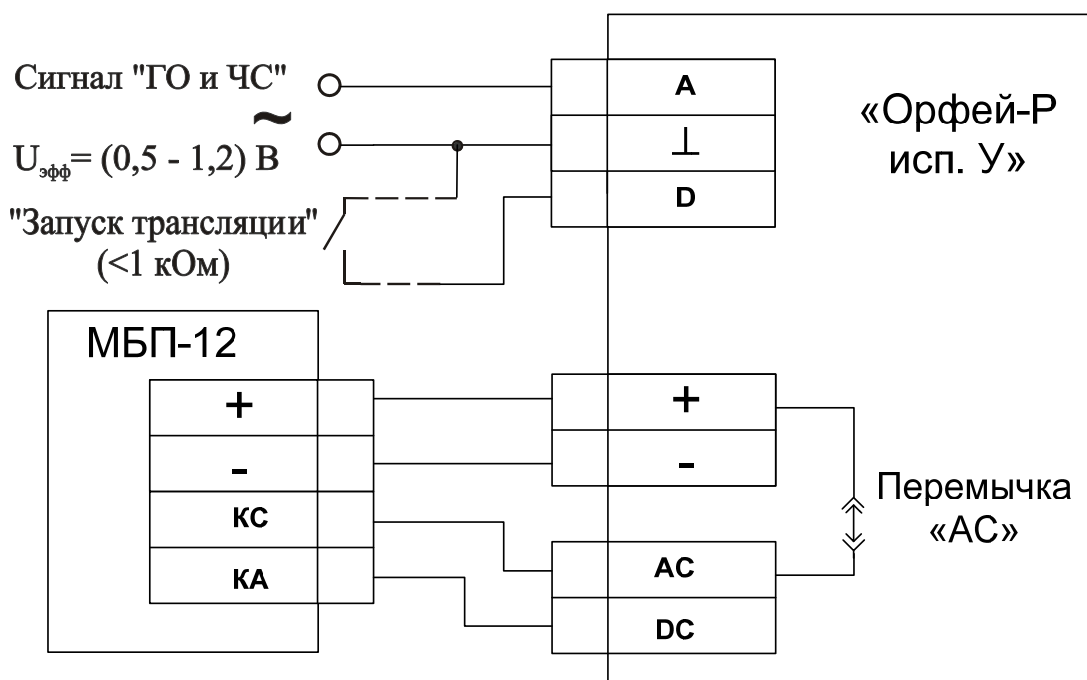 Сигнал "ГО и ЧС"
~
Uэфф= (0,5 - 1,2) В
"Запуск трансляции"
(<1 кОм)
A
⊥
D
«Орфей-Р
исп. У»
МБП-12
+
-
КС
КА
+
-
AC
DC
Перемычка
«АС»